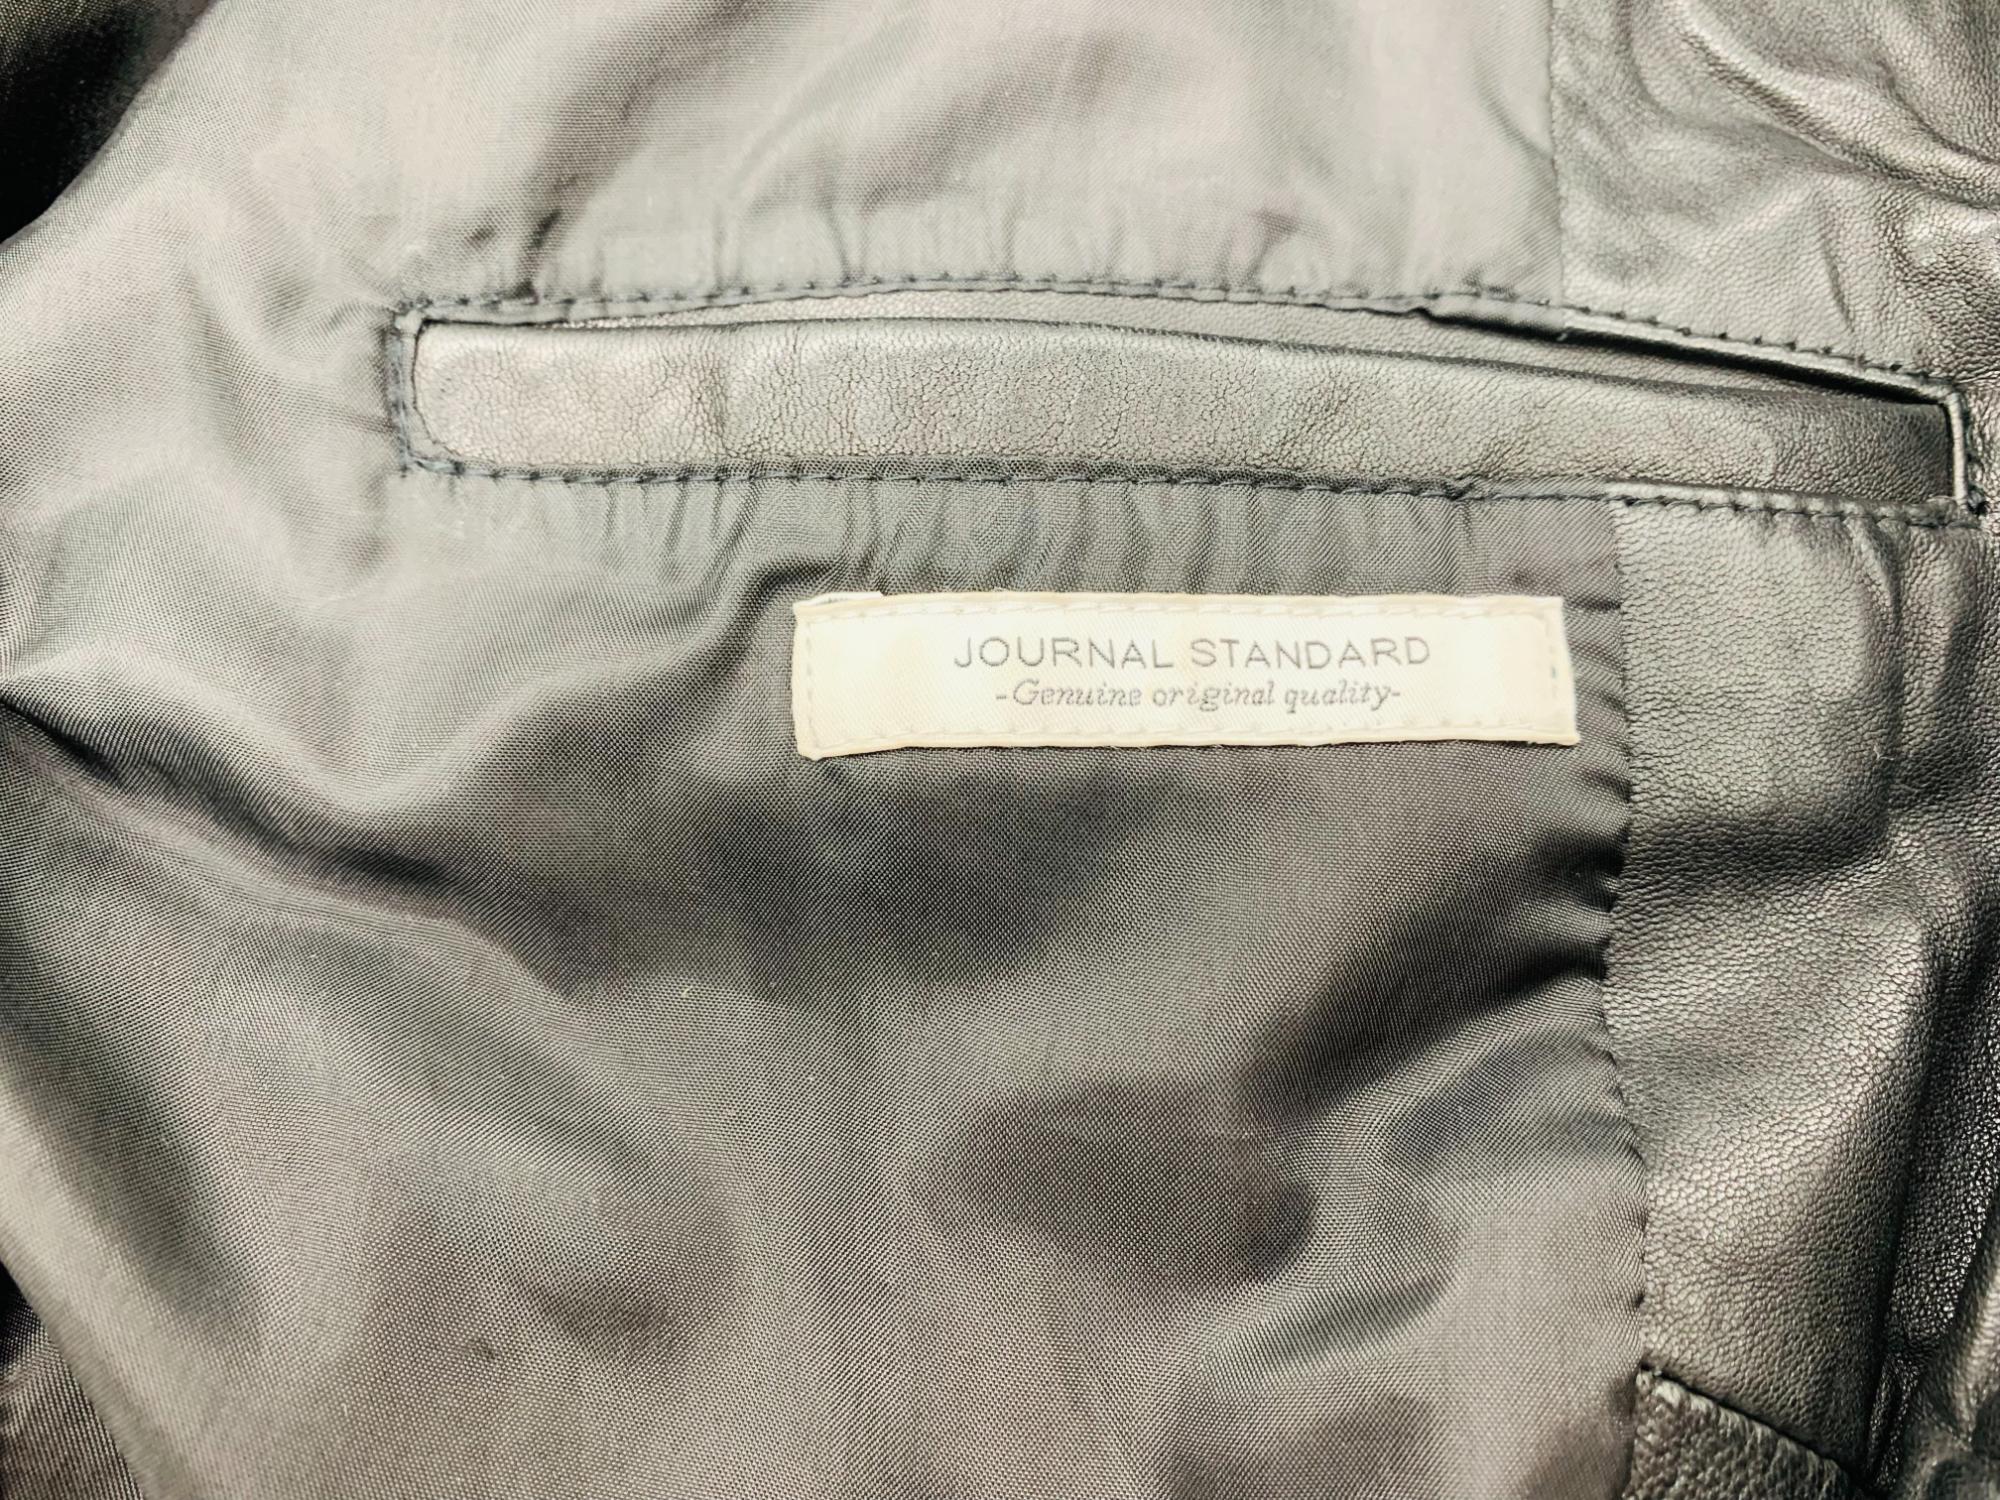 JOURNAL STANDARD
-Genuine original quality-